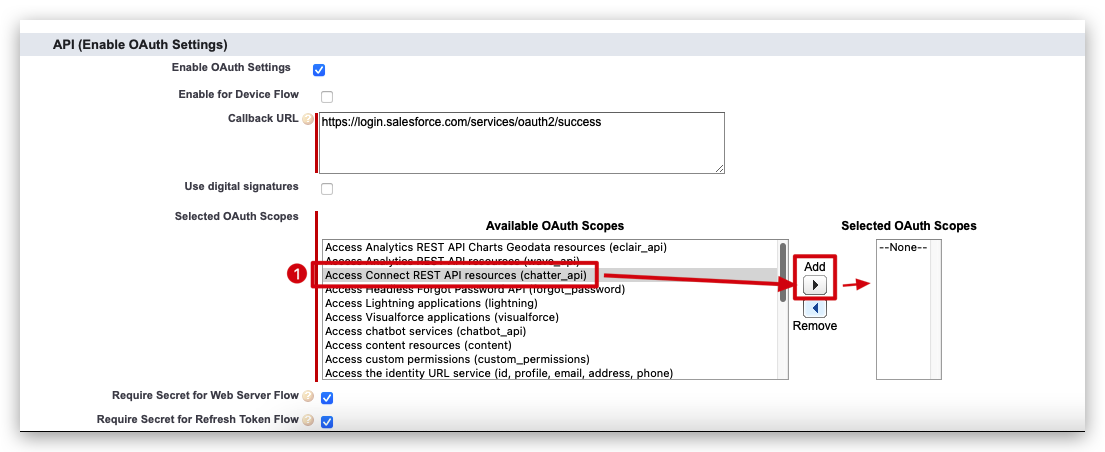 API (Enable OAuth Settings)
Enable OAuth Settings
Enable for Device Flow
Callback URL ?
https://login.salesforce.com/services/oauth2/success
Use digital signatures
Selected OAuth Scopes
Available OAuth Scopes
Selected OAuth Scopes
Access Analytics REST API Charts Geodata resources (eclair_api)
--None--
Access Analytics REST API resources (wave_api)
1
Access Connect REST API resources (chatter_api)
Add
Access Headless Forgot Password API (forgot_password)
Access Lightning applications (lightning)
Access Visualforce applications (visualforce)
Remove
Access chatbot services (chatbot_api)
Access content resources (content)
Access custom permissions (custom_permissions)
Access the identity URL service (id, profile, email, address, phone)
Require Secret for Web Server Flow ?
Require Secret for Refresh Token Flow ?